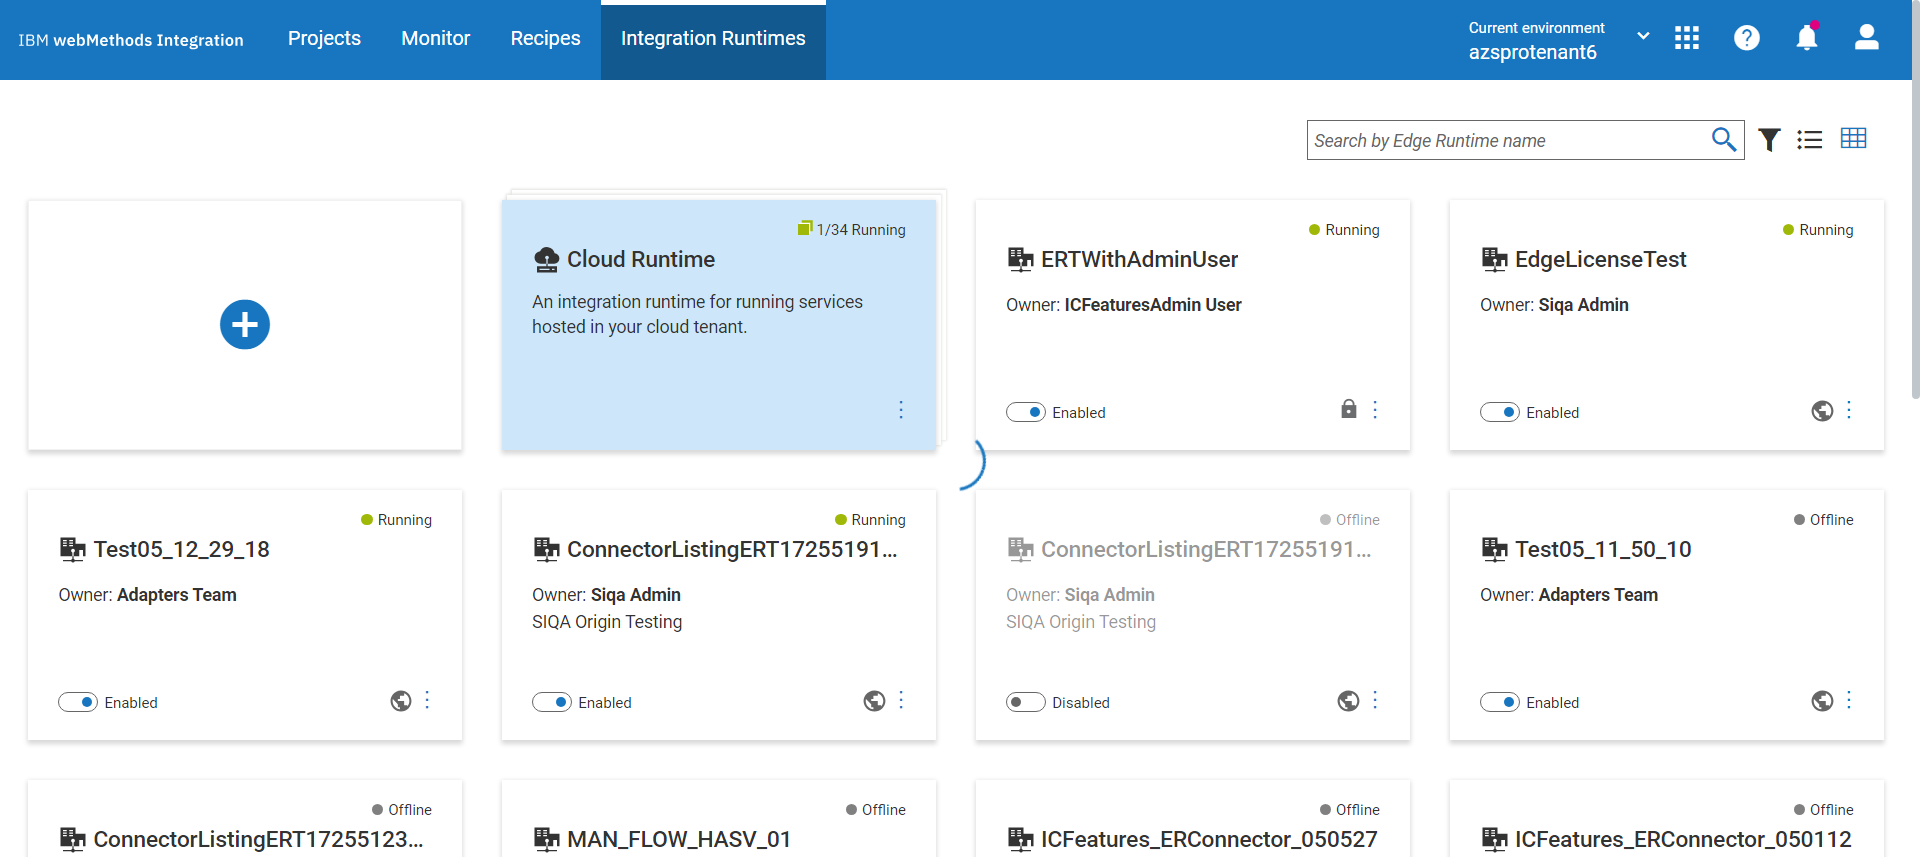 IBM webMethods Integration
Projects
Monitor
Recipes
Integration Runtimes
Current environment
azsprotenant6
Search by Edge Runtime name
1/34 Running
Cloud Runtime
An integration runtime for running services
hosted in your cloud tenant.
Running
ERTWithAdminUser
Owner: ICFeaturesAdmin User
Enabled
Running
EdgeLicenseTest
Owner: Siqa Admin
Enabled
Running
Test05_12_29_18
Owner: Adapters Team
Enabled
Running
ConnectorListingERT17255191...
Owner: Siqa Admin
SIQA Origin Testing
Enabled
Offline
ConnectorListingERT17255191...
Owner: Siqa Admin
SIQA Origin Testing
Disabled
Offline
Test05_11_50_10
Owner: Adapters Team
Enabled
Offline
ConnectorListingERT17255123...
Offline
MAN_FLOW_HASV_01
Offline
ICFeatures_ERConnector_050527
Offline
ICFeatures_ERConnector_050112